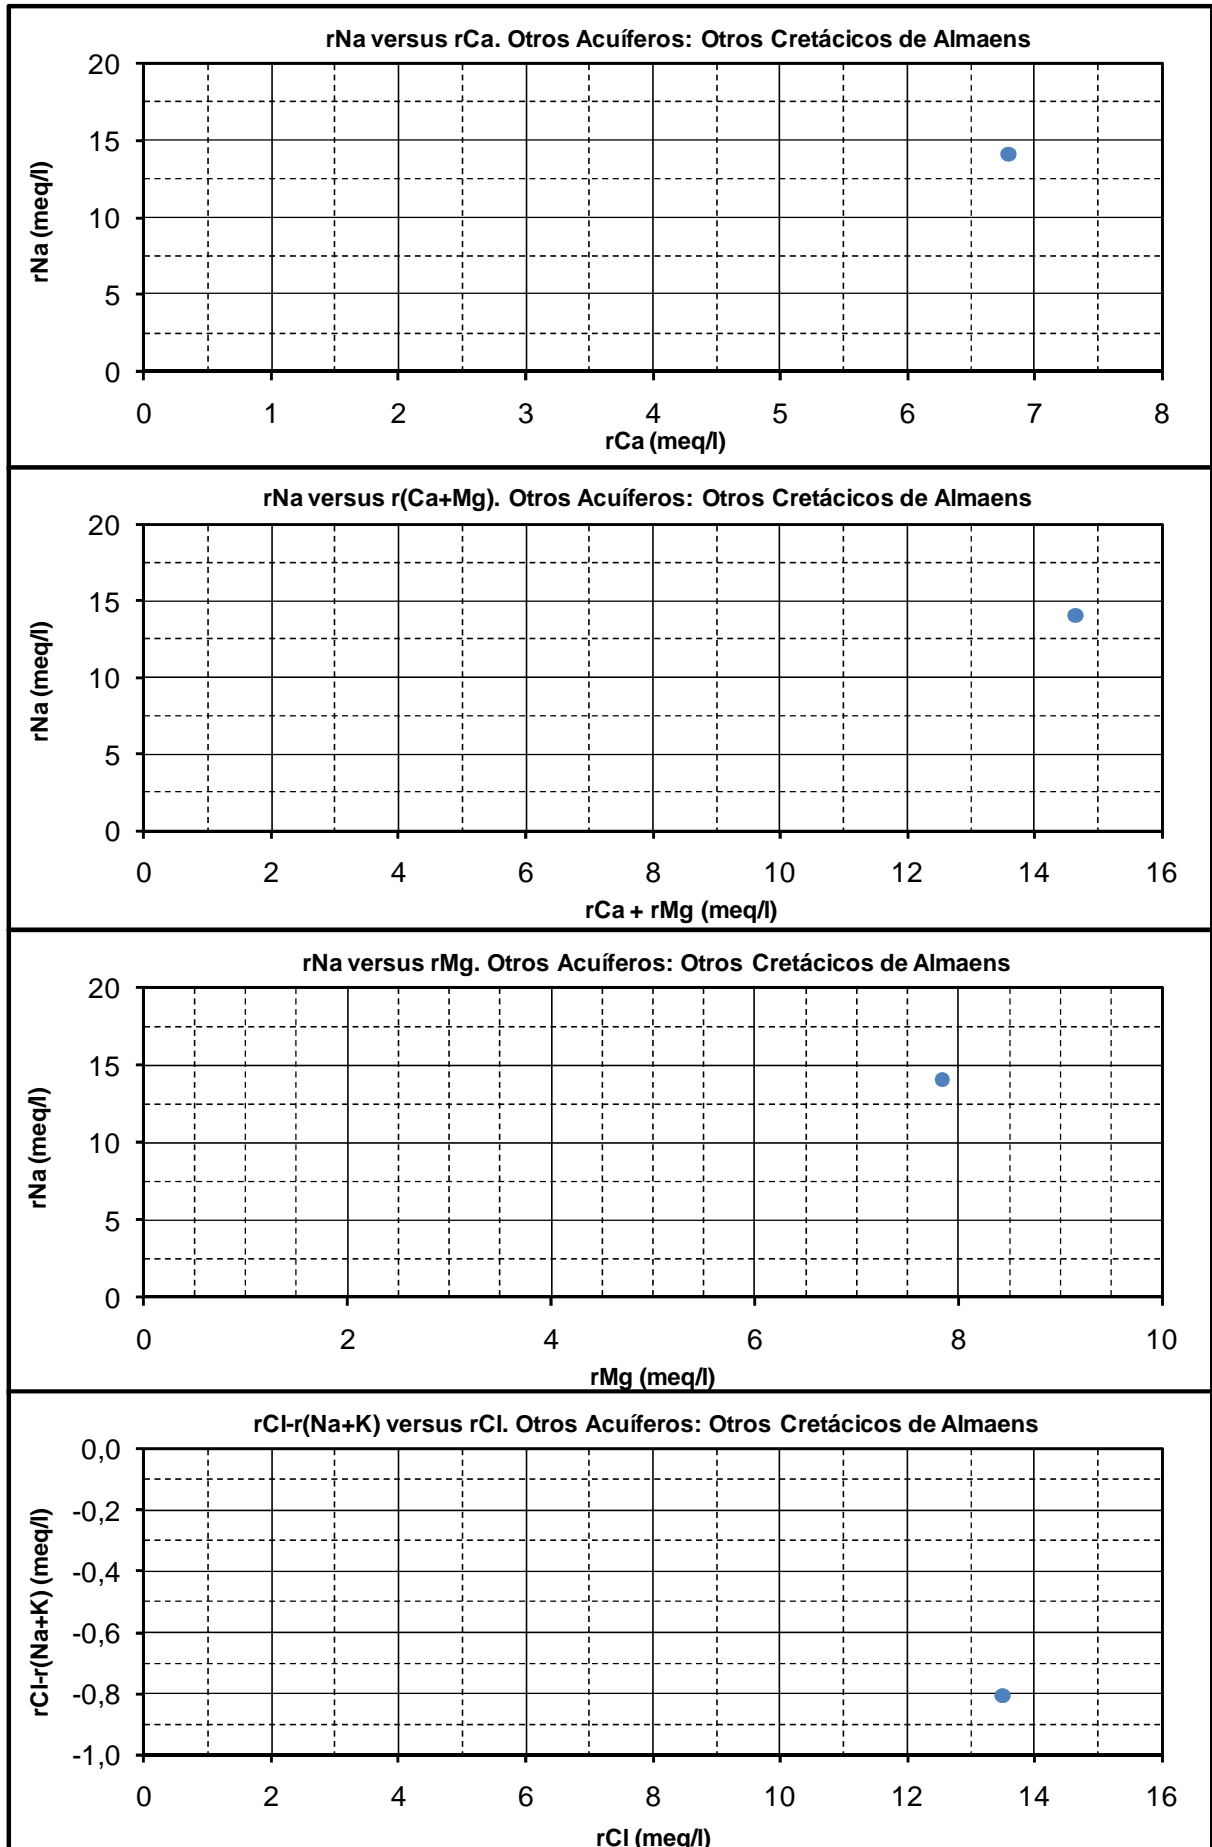 rNa versus rCa. Otros Acuíferos: Otros Cretácicos de Almaens
20
15
10
5
0
rNa (meq/l)
0 1 2 3 4 5 6 7 8
rCa (meq/l)
rNa versus r(Ca+Mg). Otros Acuíferos: Otros Cretácicos de Almaens
20
15
10
5
0
rNa (meq/l)
0 2 4 6 8 10 12 14 16
rCa + rMg (meq/l)
rNa versus rMg. Otros Acuíferos: Otros Cretácicos de Almaens
20
15
10
5
0
rNa (meq/l)
0 2 4 6 8 10
rMg (meq/l)
rCl-r(Na+K) versus rCl. Otros Acuíferos: Otros Cretácicos de Almaens
0,0
-0,2
-0,4
-0,6
-0,8
-1,0
rCl-r(Na+K) (meq/l)
0 2 4 6 8 10 12 14 16
rCl (meq/l)